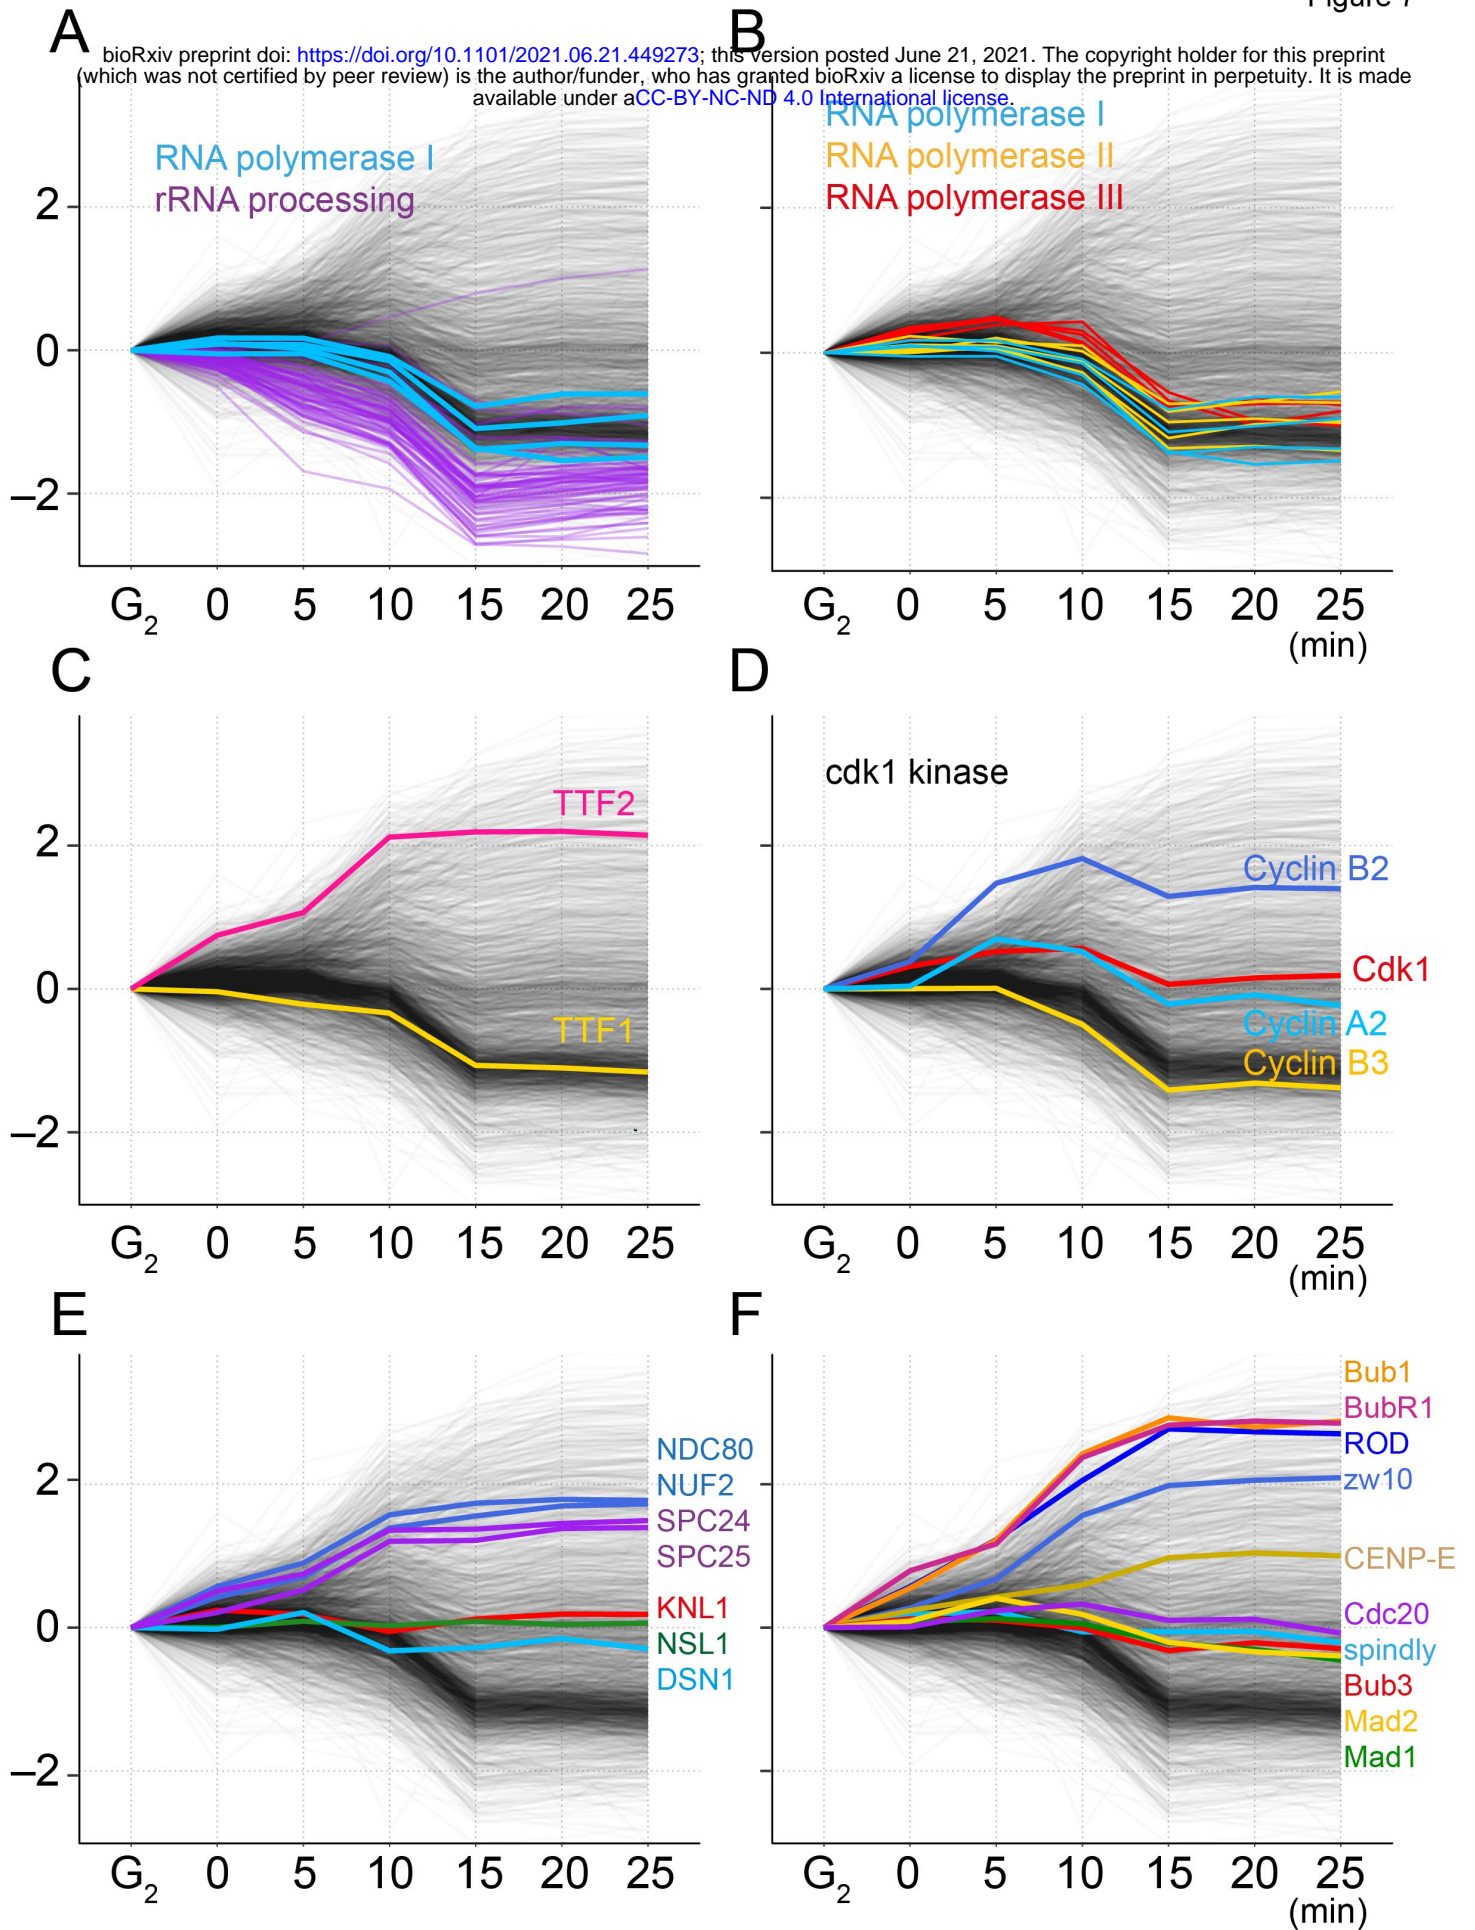 Figure 7
A
B
bioRxiv preprint doi: https://doi.org/10.1101/2021.06.21.449273; this version posted June 21, 2021. The copyright holder for this preprint
(which was not certified by peer review) is the author/funder, who has granted bioRxiv a license to display the preprint in perpetuity. It is made
available under aCC-BY-NC-ND 4.0 International license.
RNA polymerase I
rRNA processing
2
0
−2
G2 0 5 10 15 20 25
RNA polymerase I
RNA polymerase II
RNA polymerase III
G2 0 5 10 15 20 25
(min)
C
TTF2
TTF1
2
0
−2
G2 0 5 10 15 20 25
D
cdk1 kinase
Cyclin B2
Cdk1
Cyclin A2
Cyclin B3
G2 0 5 10 15 20 25
(min)
E
2
0
−2
NDC80
NUF2
SPC24
SPC25
KNL1
NSL1
DSN1
G2 0 5 10 15 20 25
F
Bub1
BubR1
ROD
zw10
CENP-E
Cdc20
spindly
Bub3
Mad2
Mad1
G2 0 5 10 15 20 25
(min)